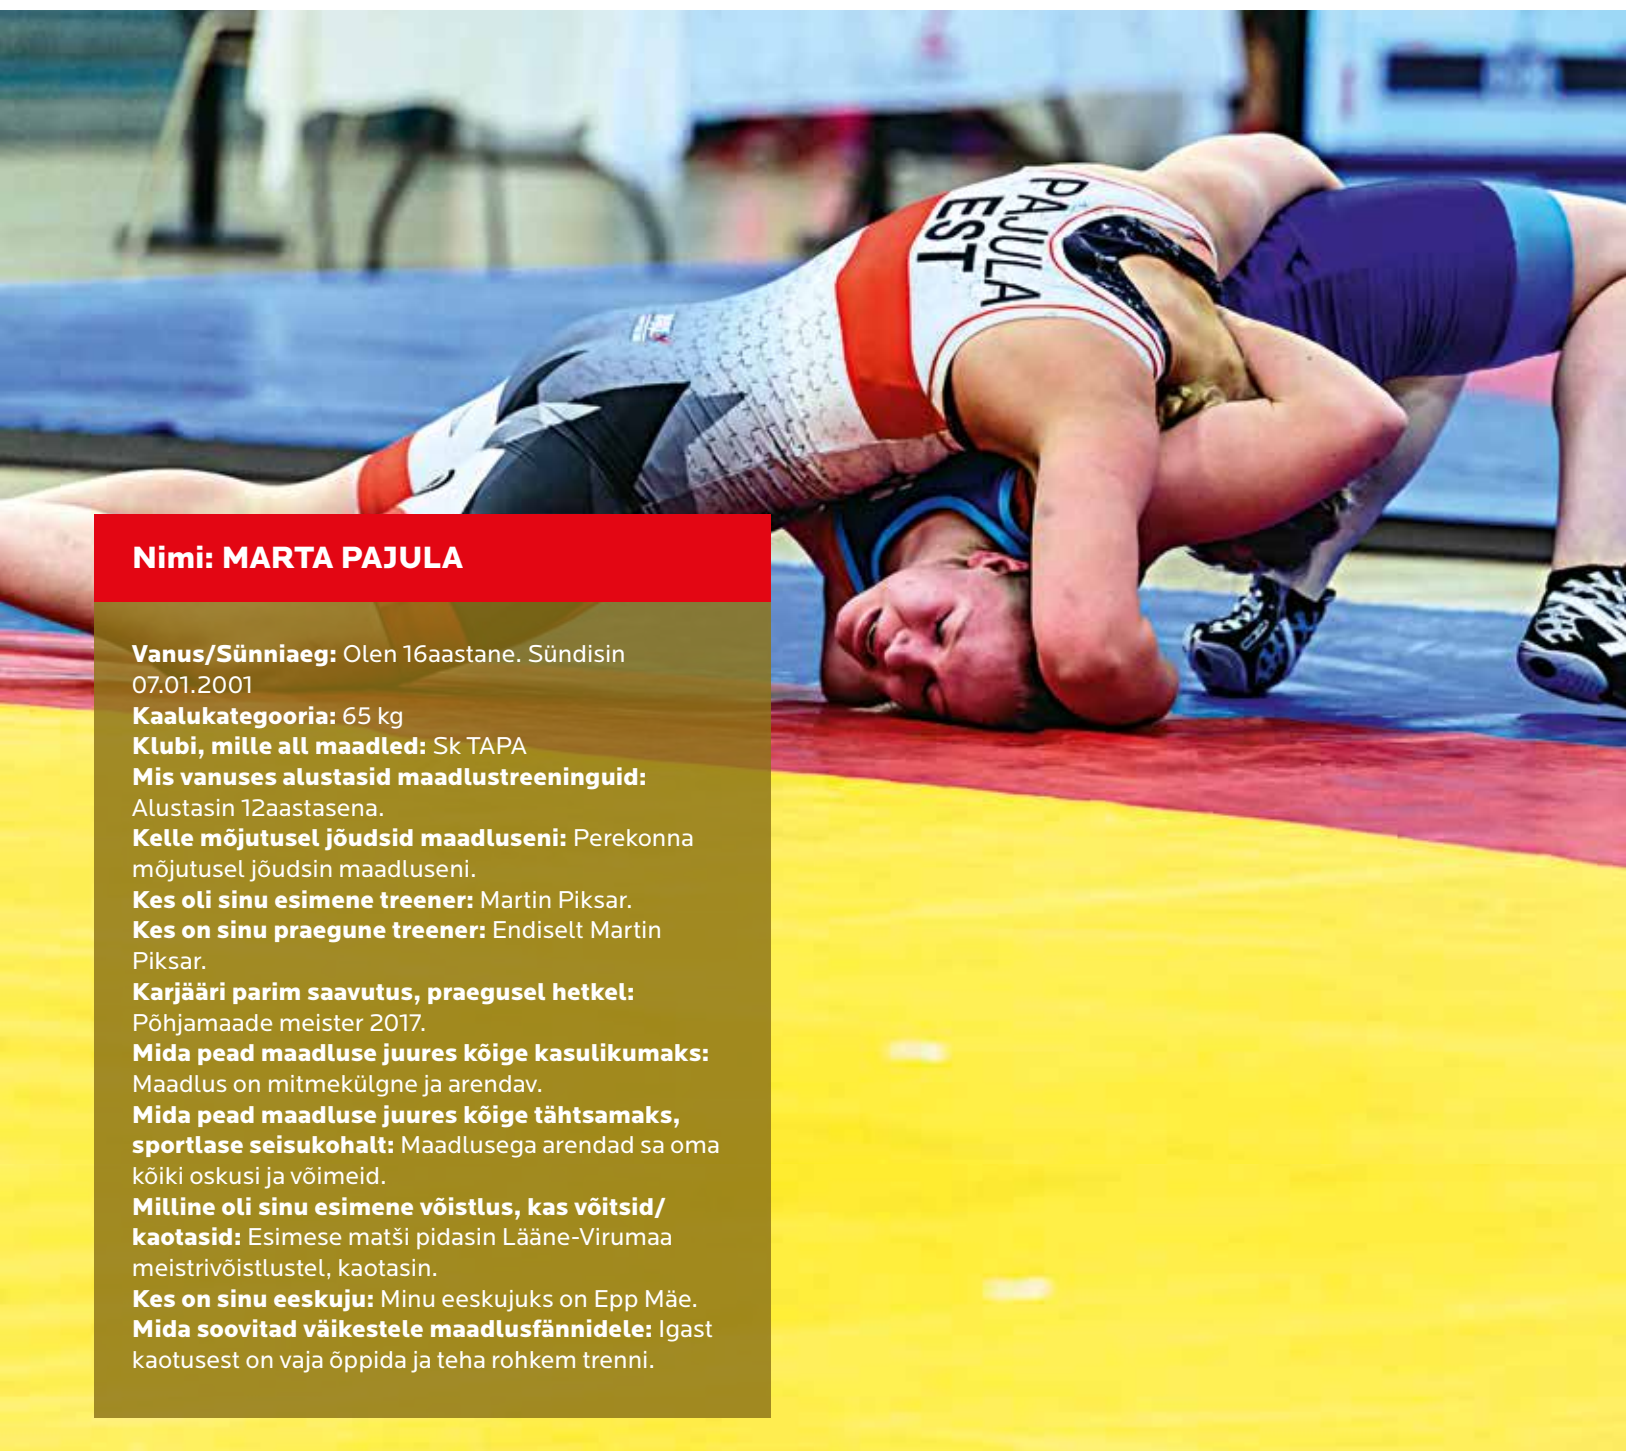 PAJULA
EST
Nimi: MARTA PAJULA
Vanus/Sünniaeg: Olen 16aastane. Sündisin
07.01.2001
Kaalukategooria: 65 kg
Klubi, mille all maadled: Sk TAPA
Mis vanuses alustasid maadlustreeninguid:
Alustasin 12aastasena.
Kelle mõjutusel jõudsid maadluseni: Perekonna
mõjutusel jõudsin maadluseni.
Kes oli sinu esimene treener: Martin Piksar.
Kes on sinu praegune treener: Endiselt Martin
Piksar.
Karjääri parim saavutus, praegusel hetkel:
Põhjamaade meister 2017.
Mida pead maadluse juures kõige kasulikumaks:
Maadlus on mitmekülgne ja arendav.
Mida pead maadluse juures kõige tähtsamaks,
sportlase seisukohalt: Maadlusega arendad sa oma
kõiki oskusi ja võimeid.
Milline oli sinu esimene võistlus, kas võitsid/
kaotasid: Esimese matši pidasin Lääne-Virumaa
meistrivõistlustel, kaotasin.
Kes on sinu eeskuju: Minu eeskujuks on Epp Mäe.
Mida soovitad väikestele maadlusfännidele: Igast
kaotusest on vaja õppida ja teha rohkem trenni.